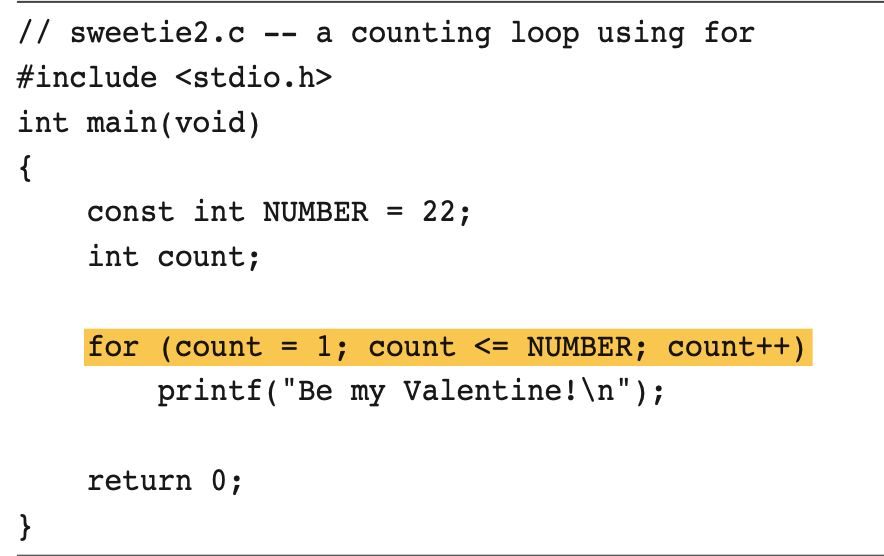 // sweetie2.c -- a counting loop using for
#include <stdio.h>
int main(void)
{
    const int NUMBER = 22;
    int count;

    for (count = 1; count <= NUMBER; count++)
        printf("Be my Valentine!\n");

    return 0;
}